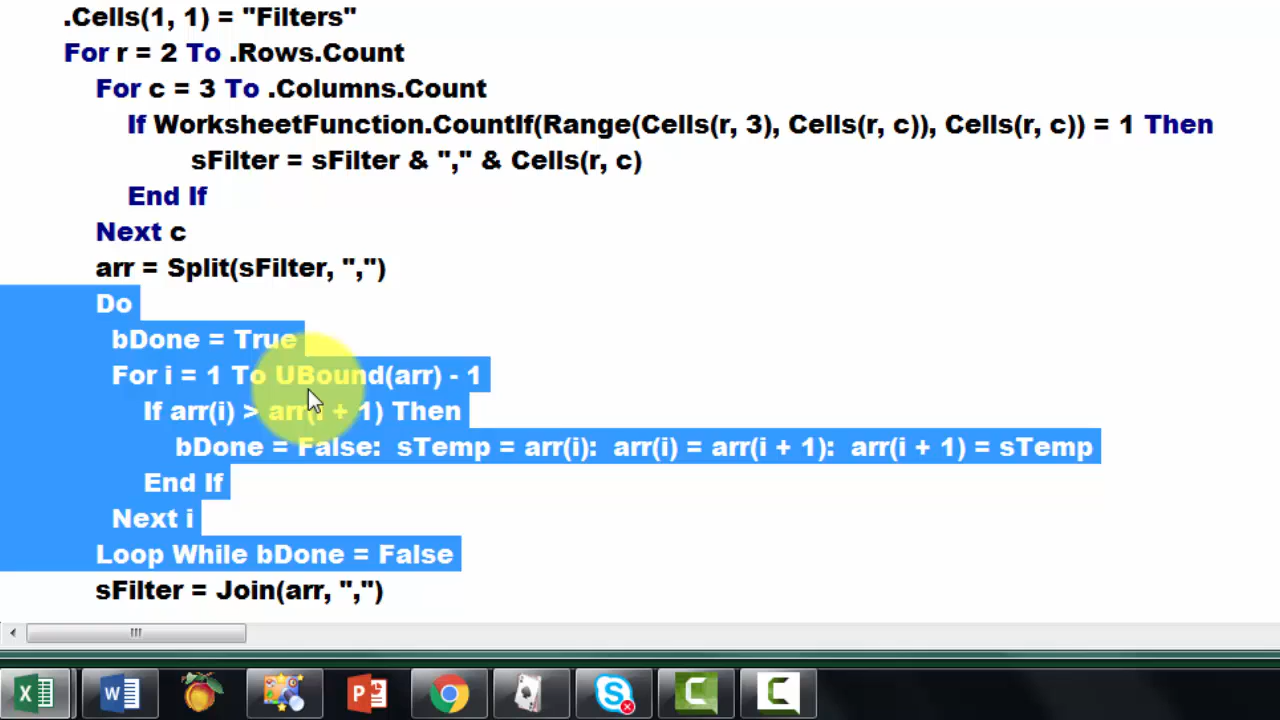 .Cells(1, 1) = "Filters"
For r = 2 To .Rows.Count
For c = 3 To .Columns.Count
If WorksheetFunction.CountIf(Range(Cells(r, 3), Cells(r, c)), Cells(r, c)) = 1 Then
sFilter = sFilter & "," & Cells(r, c)
End If
Next c
arr = Split(sFilter, ",")
Do
bDone = True
For i = 1 To UBound(arr) - 1
If arr(i) > arr(i + 1) Then
bDone = False:  sTemp = arr(i):  arr(i) = arr(i + 1):  arr(i + 1) = sTemp
End If
Next i
Loop While bDone = False
sFilter = Join(arr, ",")